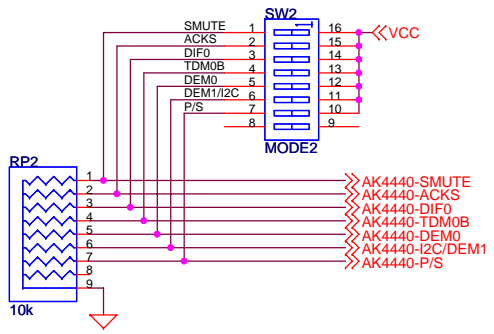 SW2
SMUTE 1 16 VCC
ACKS 2 15
DIF0 3 14
TDM0B 4 13
DEM0 5 12
DEM1/I2C 6 11
P/S 7 10
8 9
MODE2
RP2
1 AK4440-SMUTE
2 AK4440-ACKS
3 AK4440-DIF0
4 AK4440-TDM0B
5 AK4440-DEM0
6 AK4440-I2C/DEM1
7 AK4440-P/S
8
9
10k